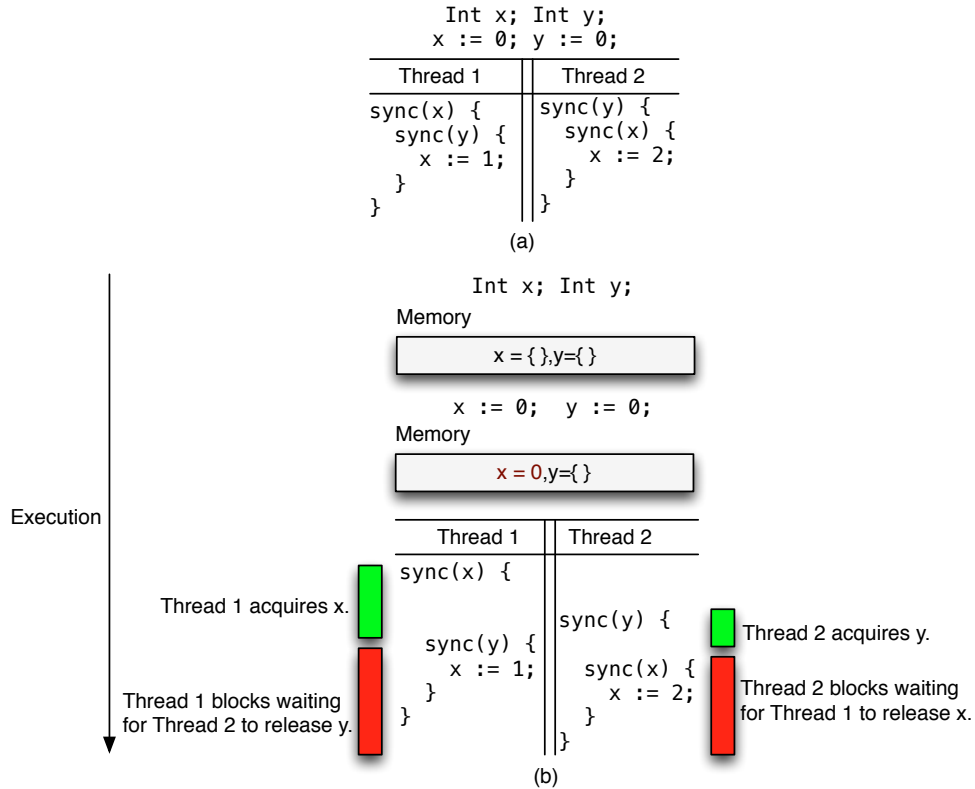 Int x; Int y;
x := 0; y := 0;
Thread 1 Thread 2
sync(x) {
sync(y) {
x := 1;
}
}
sync(y) {
sync(x) {
x := 2;
}
}
(a)
Int x; Int y;
Memory
x = { },y={ }
x := 0; y := 0;
Memory
x = 0,y={ }
Execution
Thread 1 Thread 2
Thread 1 acquires x.
Thread 1 blocks waiting
for Thread 2 to release y.
sync(x) {
sync(y) {
x := 1;
}
}
sync(y) {
sync(x) {
x := 2;
}
}
Thread 2 acquires y.
Thread 2 blocks waiting
for Thread 1 to release x.
(b)